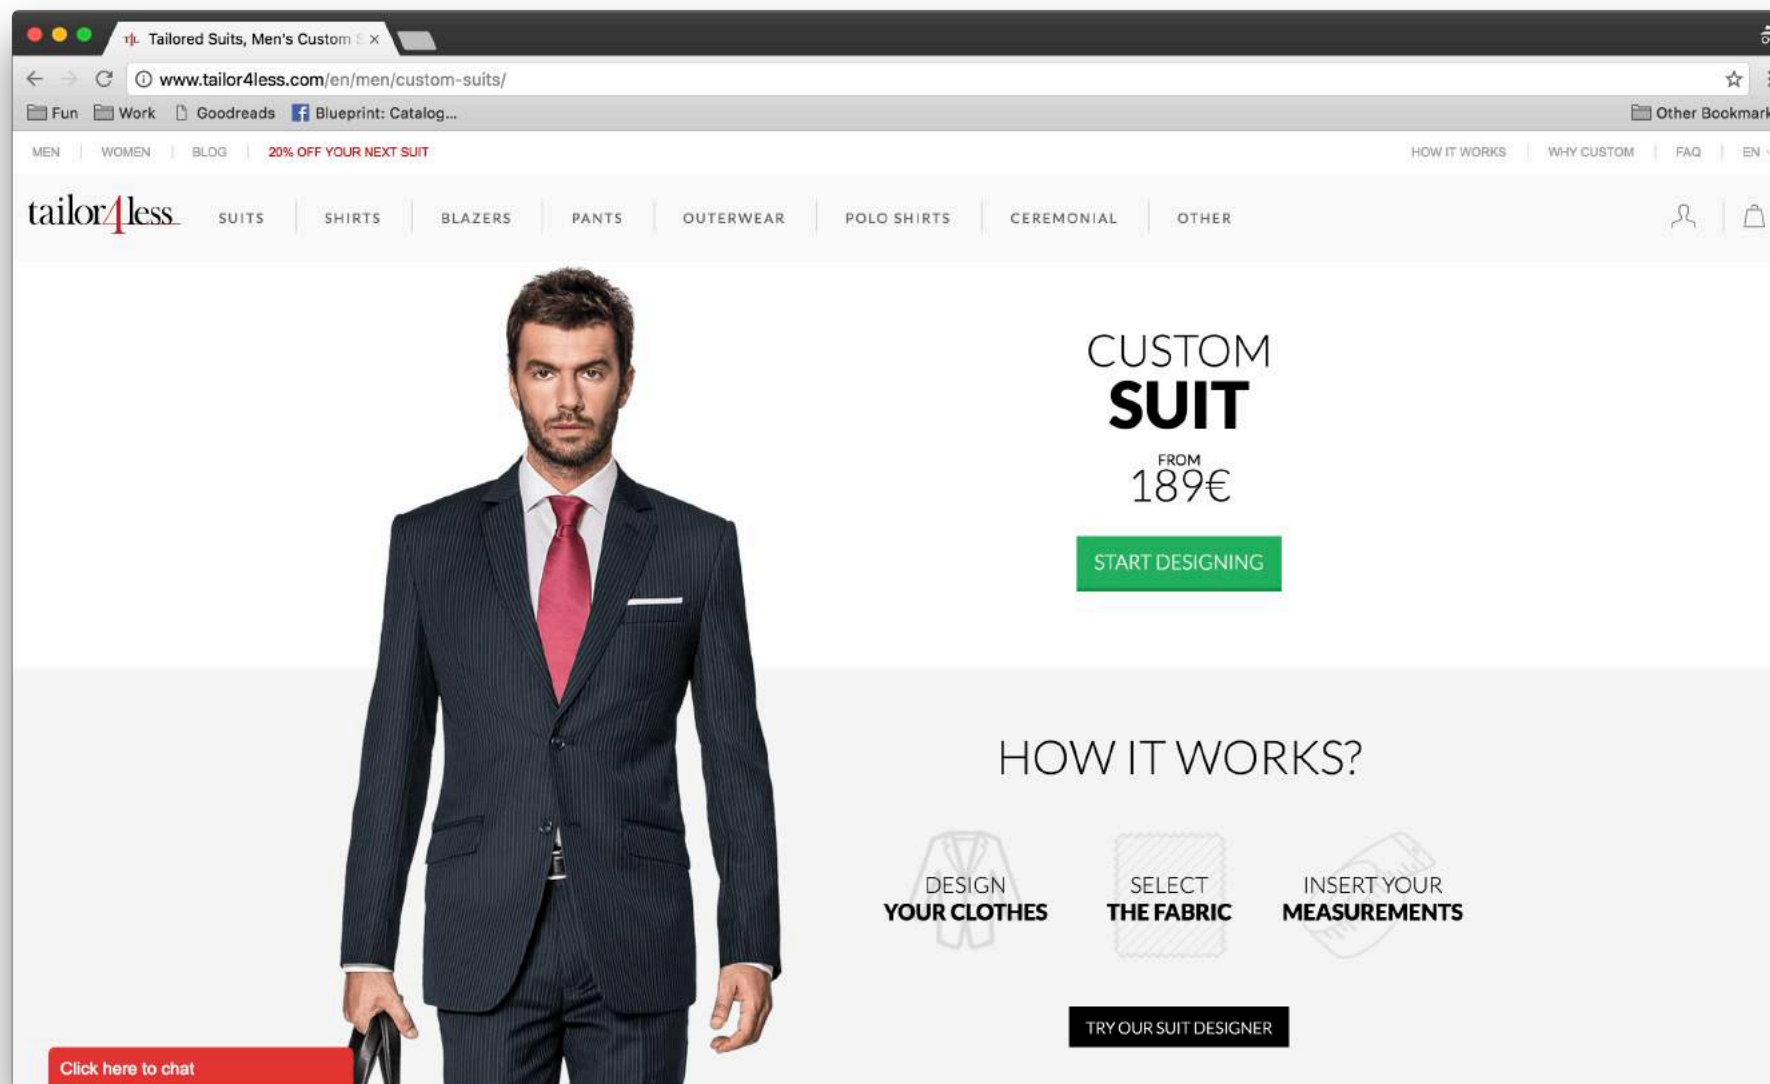 Tailored Suits, Men's Custom S
www.tailor4less.com/en/men/custom-suits/
Fun Work Goodreads Blueprint: Catalog... Other Bookmark
MEN WOMEN BLOG 20% OFF YOUR NEXT SUIT HOW IT WORKS WHY CUSTOM FAQ EN
tailor4less SUITS SHIRTS BLAZERS PANTS OUTERWEAR POLO SHIRTS CEREMONIAL OTHER
CUSTOM
SUIT
FROM
189€
START DESIGNING
HOW IT WORKS?
DESIGN
YOUR CLOTHES
SELECT
THE FABRIC
INSERT YOUR
MEASUREMENTS
TRY OUR SUIT DESIGNER
Click here to chat